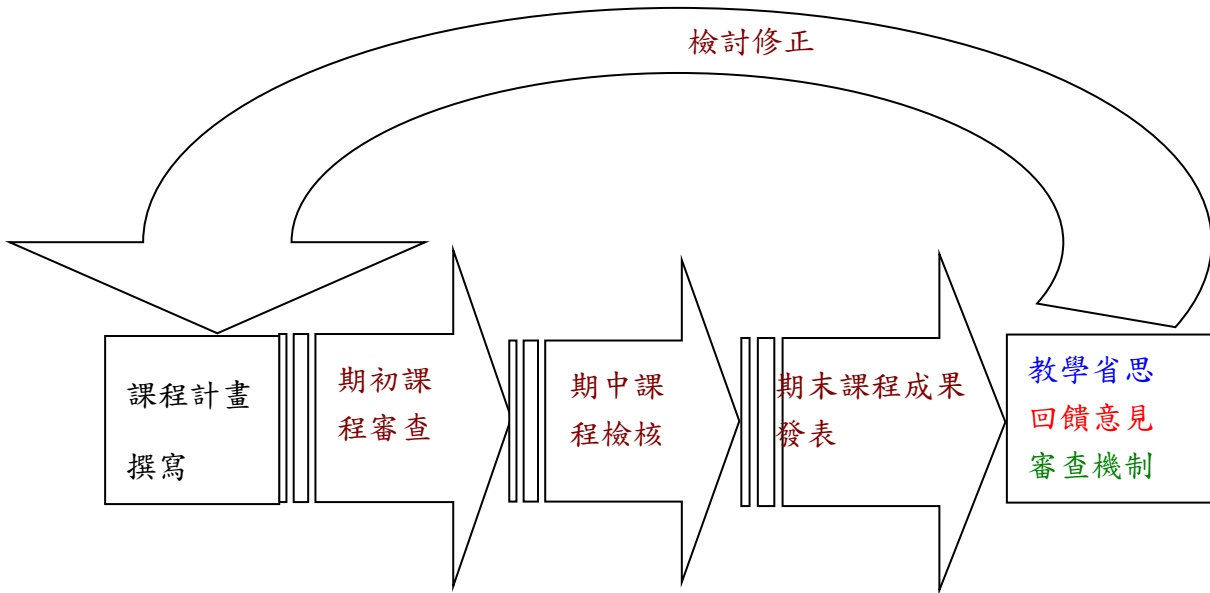 檢討修正
課程計畫
撰寫
期初課
程審查
期中課
程檢核
期末課程成果
發表
教學省思
回饋意見
審查機制